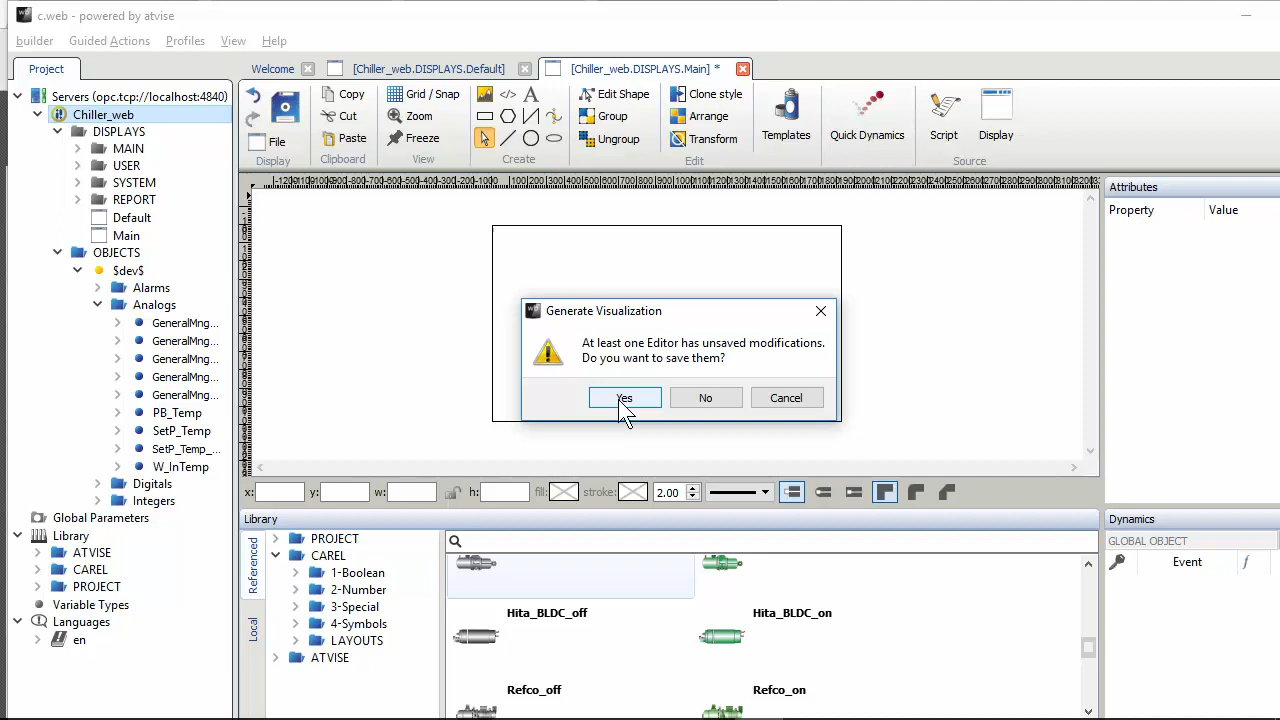 c.web - powered by atvise
builder Guided Actions Profiles View Help
Project
Welcome
[Chiller_web.DISPLAYS.Default]
[Chiller_web.DISPLAYS.Main] *
Servers (opc.tcp://localhost:4840)
Chiller_web
DISPLAYS
MAIN
USER
SYSTEM
REPORT
Default
Main
OBJECTS
$dev$
Alarms
Analogs
GeneralMng...
GeneralMng...
GeneralMng...
GeneralMng...
GeneralMng...
PB_Temp
SetP_Temp
SetP_Temp_...
W_InTemp
Digitals
Integers
Global Parameters
Library
ATVISE
CAREL
PROJECT
Variable Types
Languages
en
File
Display
Copy
Cut
Paste
Clipboard
Grid / Snap
Zoom
Freeze
View
Create
Edit Shape
Group
Ungroup
Clone style
Arrange
Transform
Edit
Templates
Quick Dynamics
Script
Display
Source
Generate Visualization
At least one Editor has unsaved modifications.
Do you want to save them?
Yes No Cancel
x: y: w: h: fill: stroke: 2.00
Library
Referenced
Local
PROJECT
CAREL
1-Boolean
2-Number
3-Special
4-Symbols
LAYOUTS
ATVISE
Hita_BLDC_off
Hita_BLDC_on
Refco_off
Refco_on
Attributes
Property Value
Dynamics
GLOBAL OBJECT
Event f